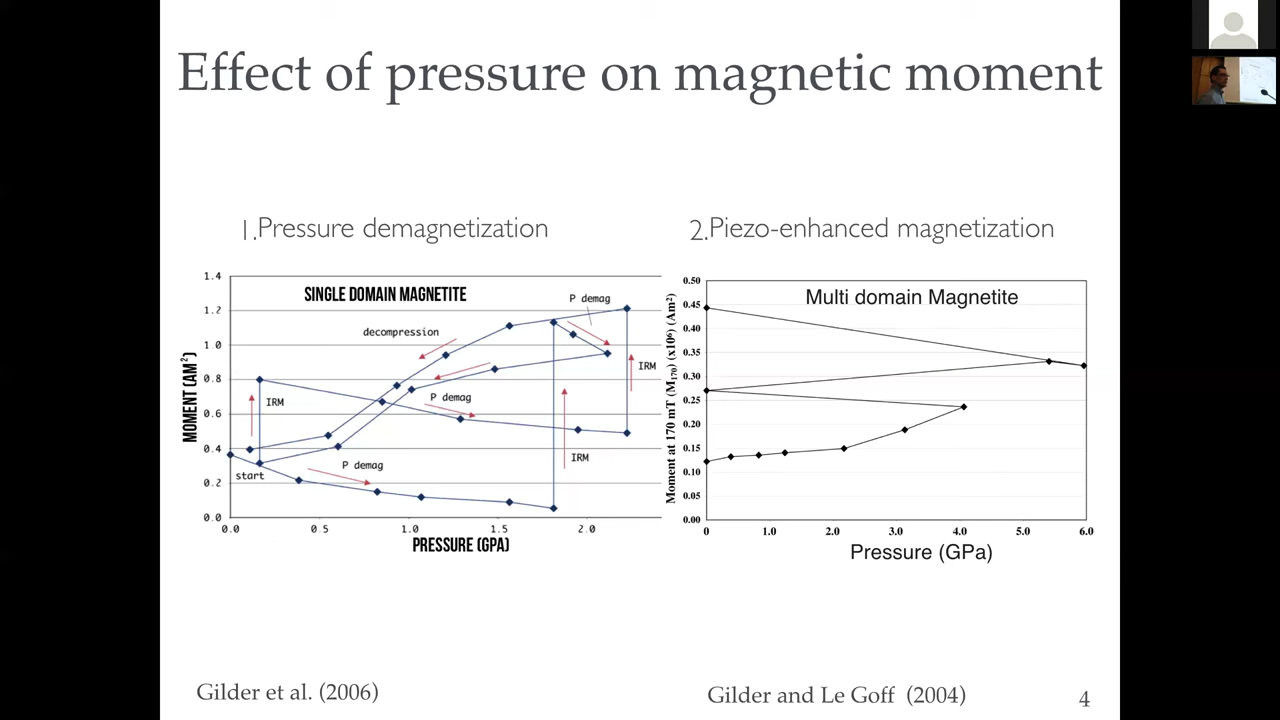 Effect of pressure on magnetic moment
1.Pressure demagnetization
SINGLE DOMAIN MAGNETITE
MOMENT (AM²)
1.4
1.2
1.0
0.8
0.6
0.4
0.2
0.0
P demag
decompression
IRM
IRM
P demag
IRM
P demag
start
0.0 0.5 1.0 1.5 2.0
PRESSURE (GPA)
2.Piezo-enhanced magnetization
Multi domain Magnetite
Moment at 170 mT (M170) (x10⁶) (Am²)
0.50
0.45
0.40
0.35
0.30
0.25
0.20
0.15
0.10
0.05
0.00
0 1.0 2.0 3.0 4.0 5.0 6.0
Pressure (GPa)
Gilder et al. (2006)
Gilder and Le Goff (2004)
4